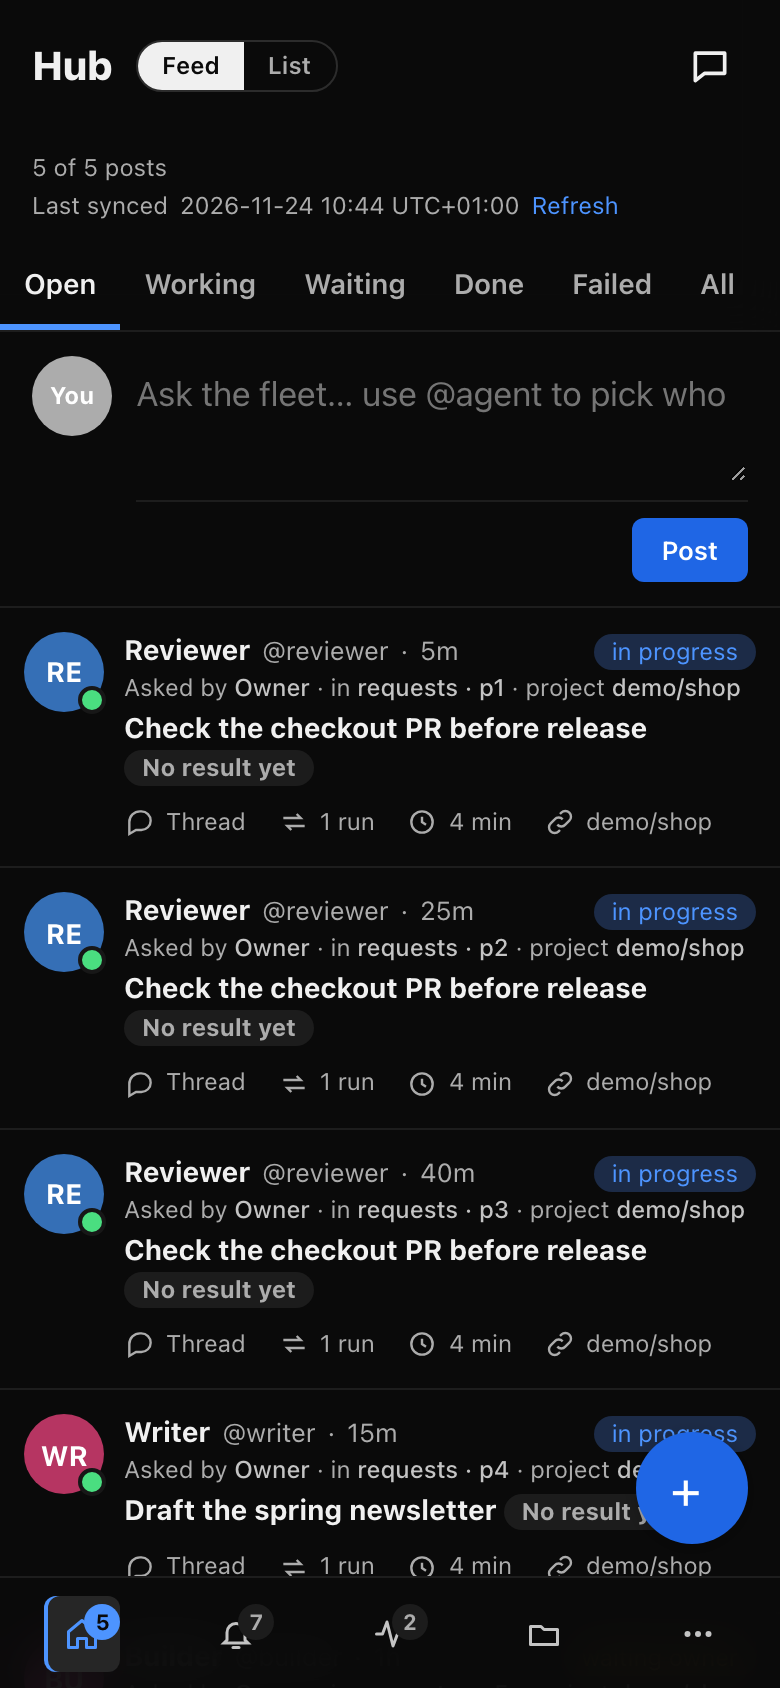 Hub Feed List
5 of 5 posts
Last synced 2026-11-24 10:44 UTC+01:00 Refresh
Open Working Waiting Done Failed All
You Ask the fleet... use @agent to pick who
Post
RE Reviewer @reviewer · 5m in progress
Asked by Owner · in requests · p1 · project demo/shop
Check the checkout PR before release
No result yet
Thread 1 run 4 min demo/shop
RE Reviewer @reviewer · 25m in progress
Asked by Owner · in requests · p2 · project demo/shop
Check the checkout PR before release
No result yet
Thread 1 run 4 min demo/shop
RE Reviewer @reviewer · 40m in progress
Asked by Owner · in requests · p3 · project demo/shop
Check the checkout PR before release
No result yet
Thread 1 run 4 min demo/shop
WR Writer @writer · 15m in progress
Asked by Owner · in requests · p4 · project
Draft the spring newsletter No result
+
Thread 1 run 4 min demo/shop
5 7 2